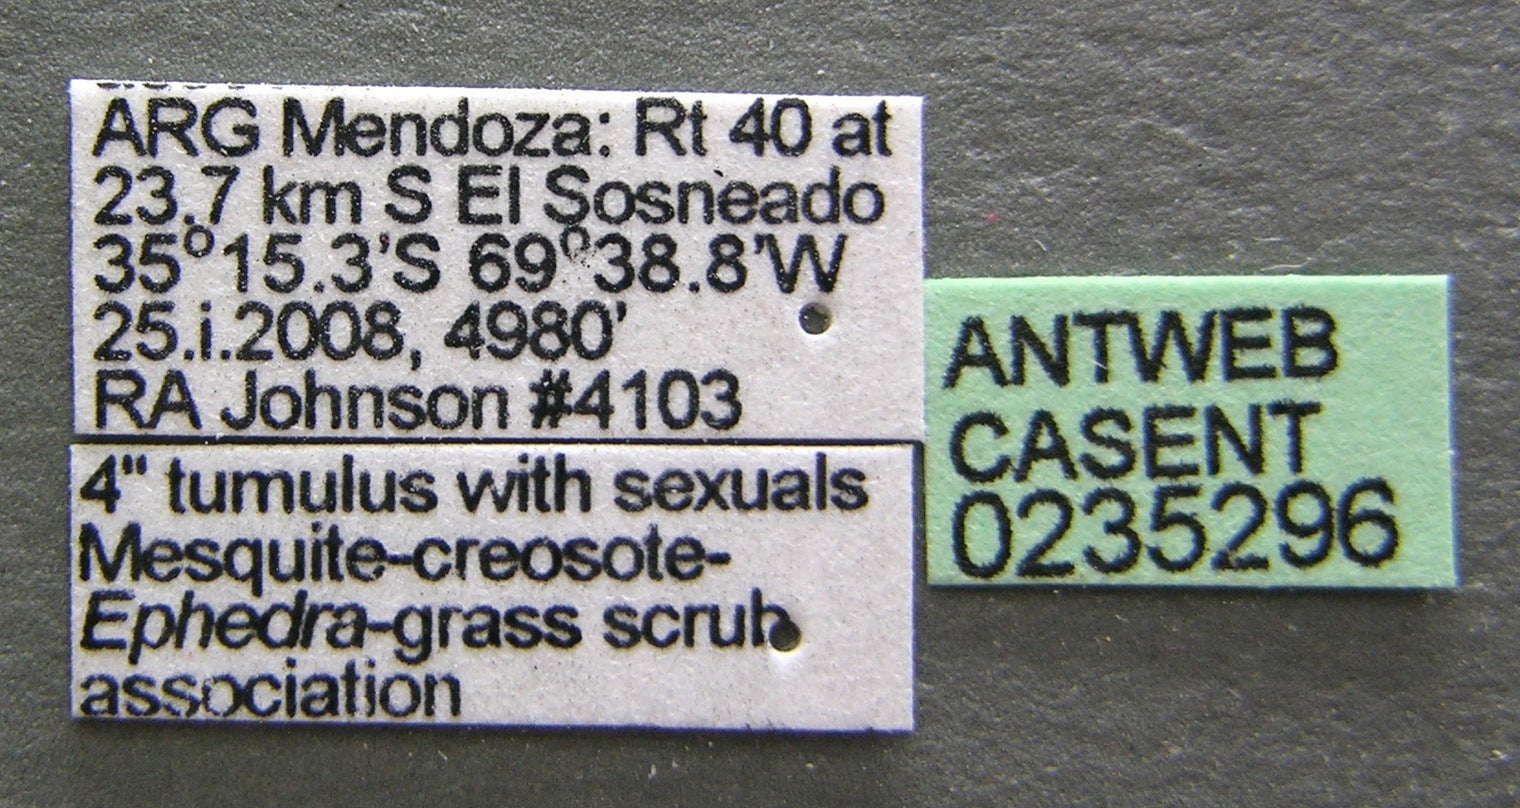 ARG Mendoza: Rt 40 at
23.7 km S El Sosneado
35°15.3'S 69°38.8'W
25.i.2008, 4980'
RA Johnson #4103
4" tumulus with sexuals
Mesquite-creosote-
Ephedra-grass scrub
association
ANTWEB
CASENT
0235296